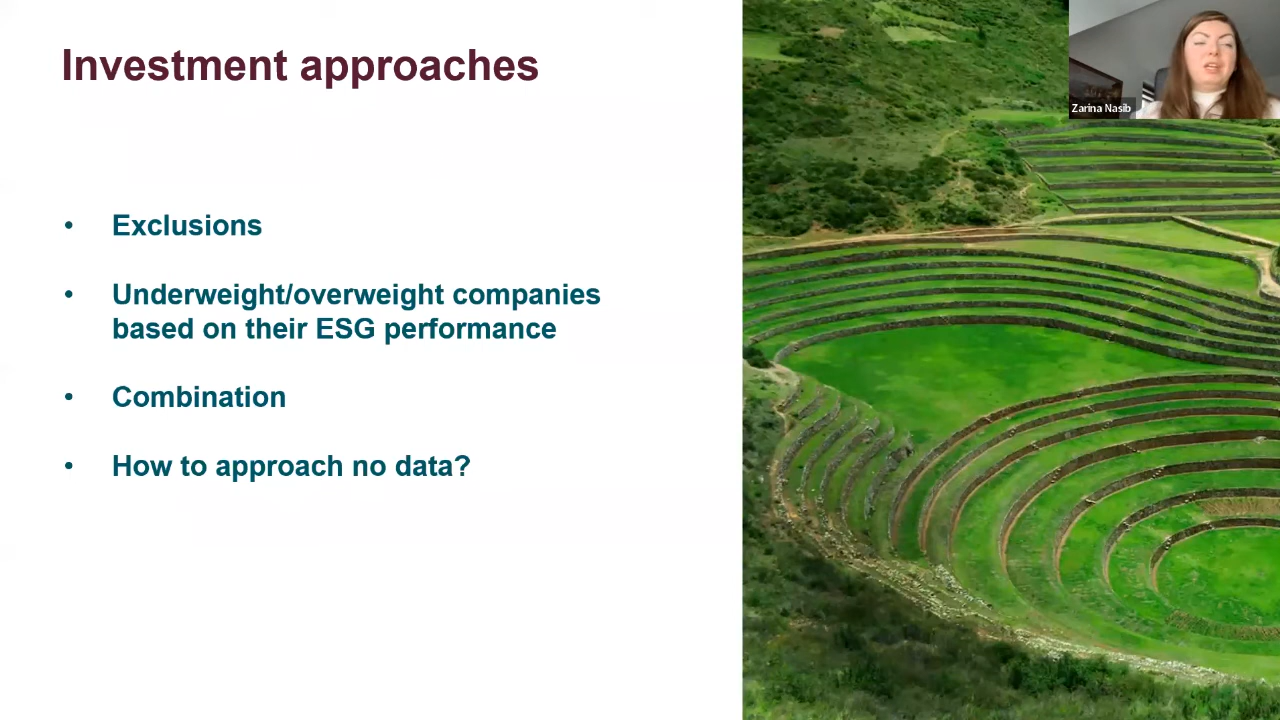 Investment approaches
Zarina Nasib
• Exclusions
• Underweight/overweight companies
based on their ESG performance
• Combination
• How to approach no data?